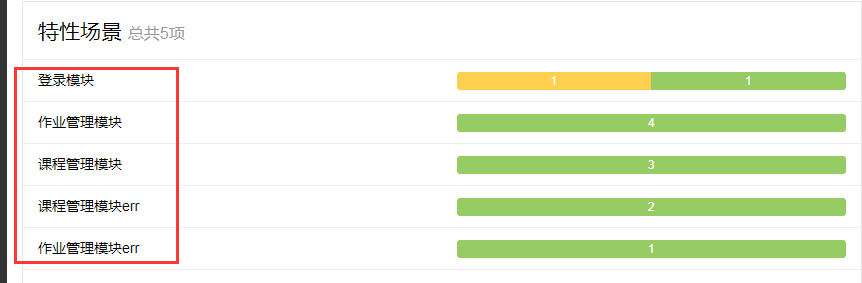 特性场景 总共5项
登录模块 1 1
作业管理模块 4
课程管理模块 3
课程管理模块err 2
作业管理模块err 1